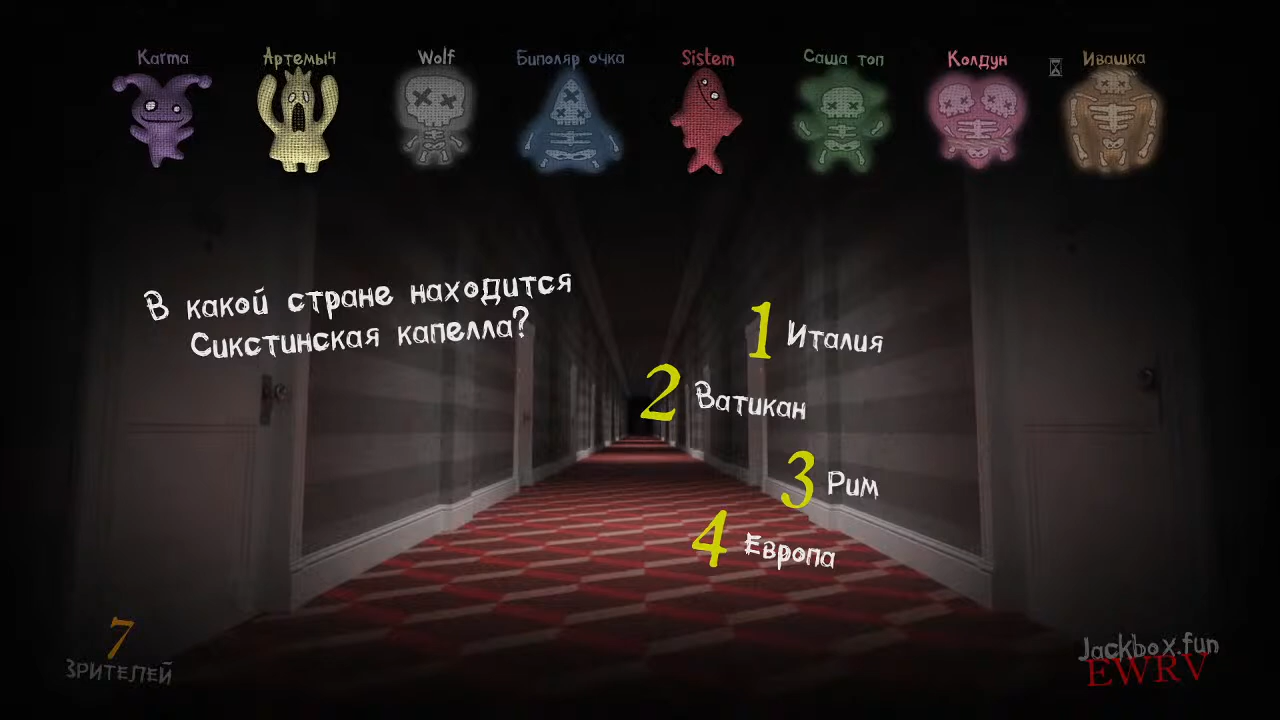 Karma
Артемыч
Wolf
Биполяр очка
Sistem
Саша топ
Колдун
Ивашка
В какой стране находится
Сикстинская капелла?
1 Италия
2 Ватикан
3 Рим
4 Европа
7
ЗРИТЕЛЕЙ
Jackbox.fun
EWRV